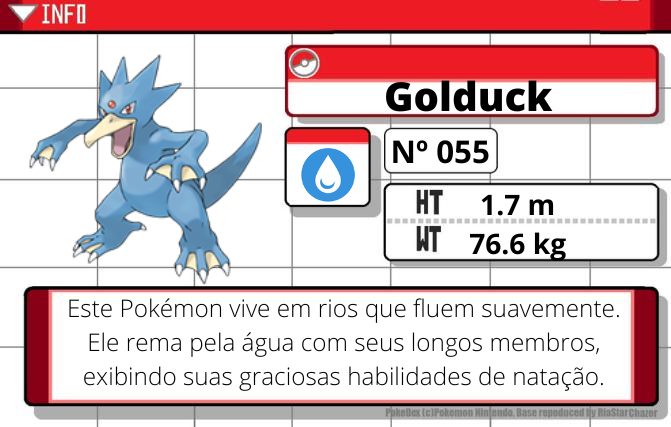 INFO
Golduck
Nº 055
HT 1.7 m
WT 76.6 kg
Este Pokémon vive em rios que fluem suavemente.
Ele rema pela água com seus longos membros,
exibindo suas graciosas habilidades de natação.
PokeDex (c)Pokemon Nintendo. Base repoduced by RiaStarChazer